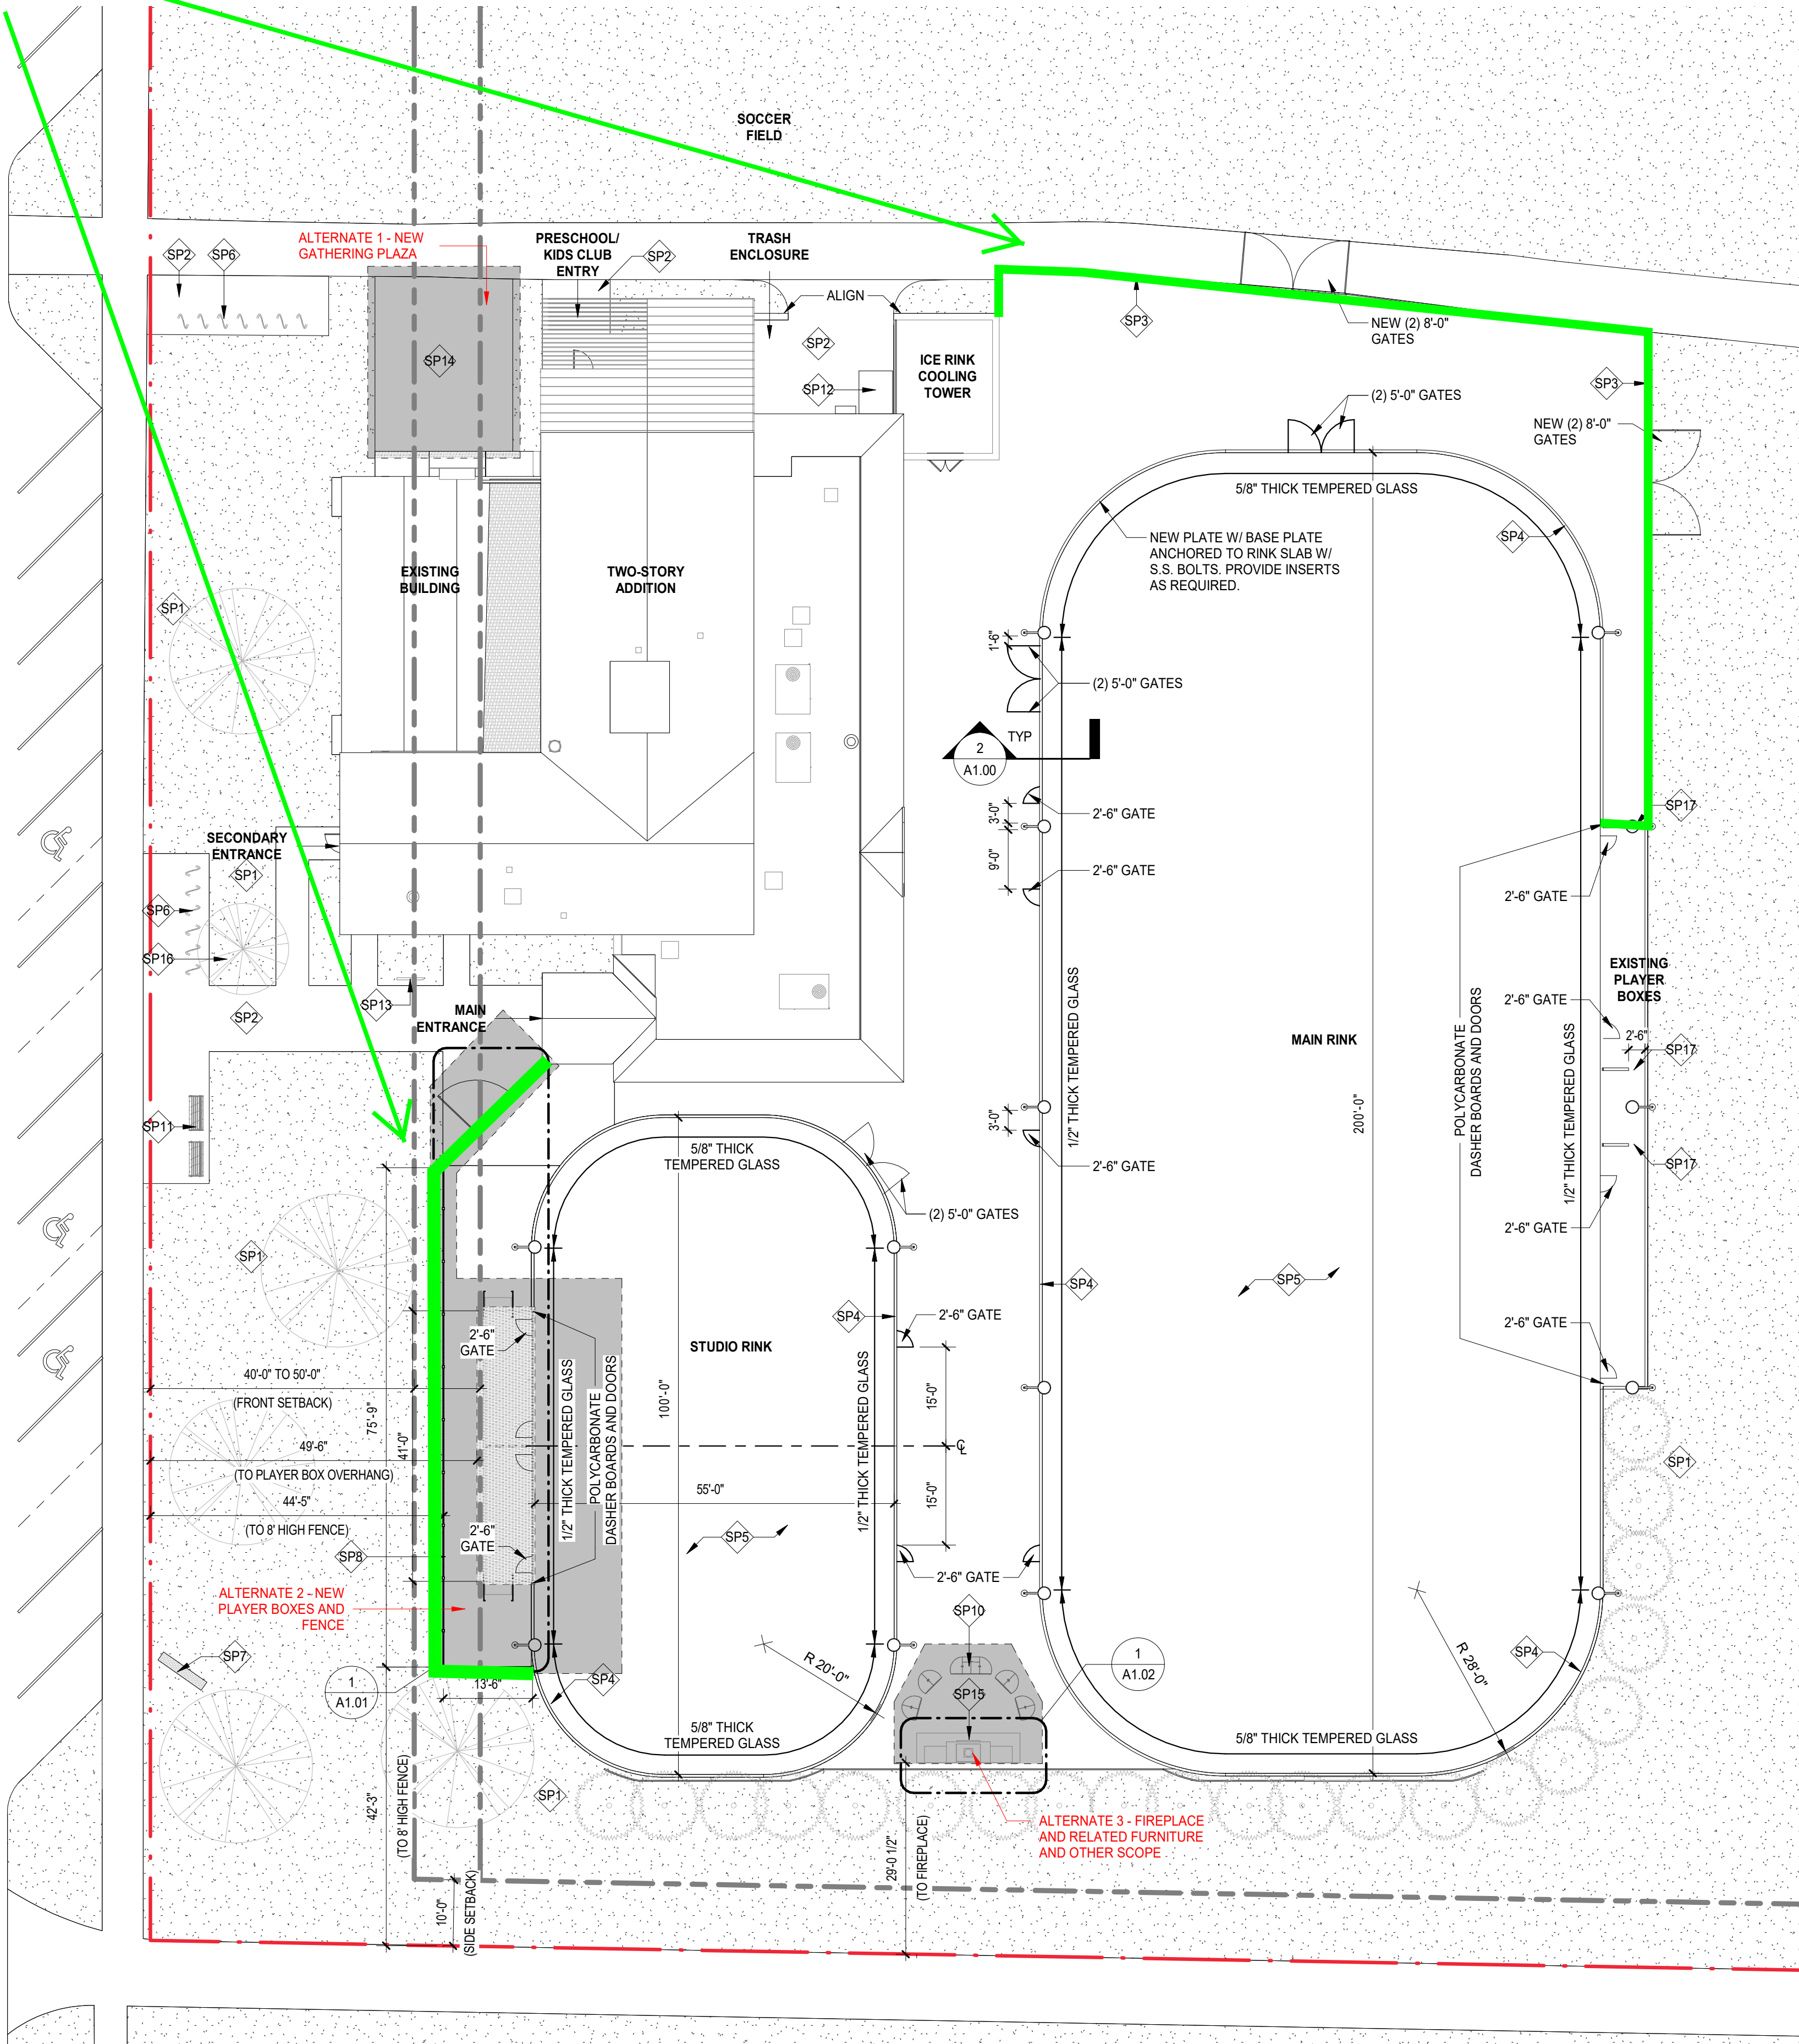 SOCCER
FIELD
SP2
SP6
ALTERNATE 1 - NEW
GATHERING PLAZA
PRESCHOOL/
KIDS CLUB
ENTRY
SP2
TRASH
ENCLOSURE
ALIGN
SP14
SP2
SP12
ICE RINK
COOLING
TOWER
SP3
NEW (2) 8'-0"
GATES
SP3
(2) 5'-0" GATES
NEW (2) 8'-0"
GATES
5/8" THICK TEMPERED GLASS
NEW PLATE W/ BASE PLATE
ANCHORED TO RINK SLAB W/
S.S. BOLTS. PROVIDE INSERTS
AS REQUIRED.
SP4
EXISTING
BUILDING
TWO-STORY
ADDITION
SP1
1'-6"
(2) 5'-0" GATES
TYP
2
A1.00
3'-0"
2'-6" GATE
9'-0"
2'-6" GATE
SP17
2'-6" GATE
SECONDARY
ENTRANCE
SP1
SP6
SP16
SP13
SP2
MAIN
ENTRANCE
1/2" THICK TEMPERED GLASS
MAIN RINK
200'-0"
POLYCARBONATE
DASHER BOARDS AND DOORS
1/2" THICK TEMPERED GLASS
EXISTING
PLAYER
BOXES
2'-6" GATE
2'-6"
SP17
SP17
3'-0"
2'-6" GATE
2'-6" GATE
SP11
5/8" THICK
TEMPERED GLASS
(2) 5'-0" GATES
SP1
SP4
SP5
SP4
2'-6" GATE
2'-6" GATE
2'-6"
GATE
STUDIO RINK
40'-0" TO 50'-0"
(FRONT SETBACK)
75'-9"
41'-0"
49'-6"
(TO PLAYER BOX OVERHANG)
44'-5"
(TO 8' HIGH FENCE)
SP8
1/2" THICK TEMPERED GLASS
POLYCARBONATE
DASHER BOARDS AND DOORS
100'-0"
1/2" THICK TEMPERED GLASS
15'-0"
℄
15'-0"
55'-0"
SP5
2'-6"
GATE
2'-6" GATE
SP1
ALTERNATE 2 - NEW
PLAYER BOXES AND
FENCE
SP7
1
A1.01
13'-6"
SP4
R 20'-0"
SP10
SP15
1
A1.02
R 28'-0"
SP4
5/8" THICK
TEMPERED GLASS
5/8" THICK TEMPERED GLASS
42'-3"
(TO 8' HIGH FENCE)
SP1
29'-0 1/2"
(TO FIREPLACE)
ALTERNATE 3 - FIREPLACE
AND RELATED FURNITURE
AND OTHER SCOPE
10'-0"
(SIDE SETBACK)